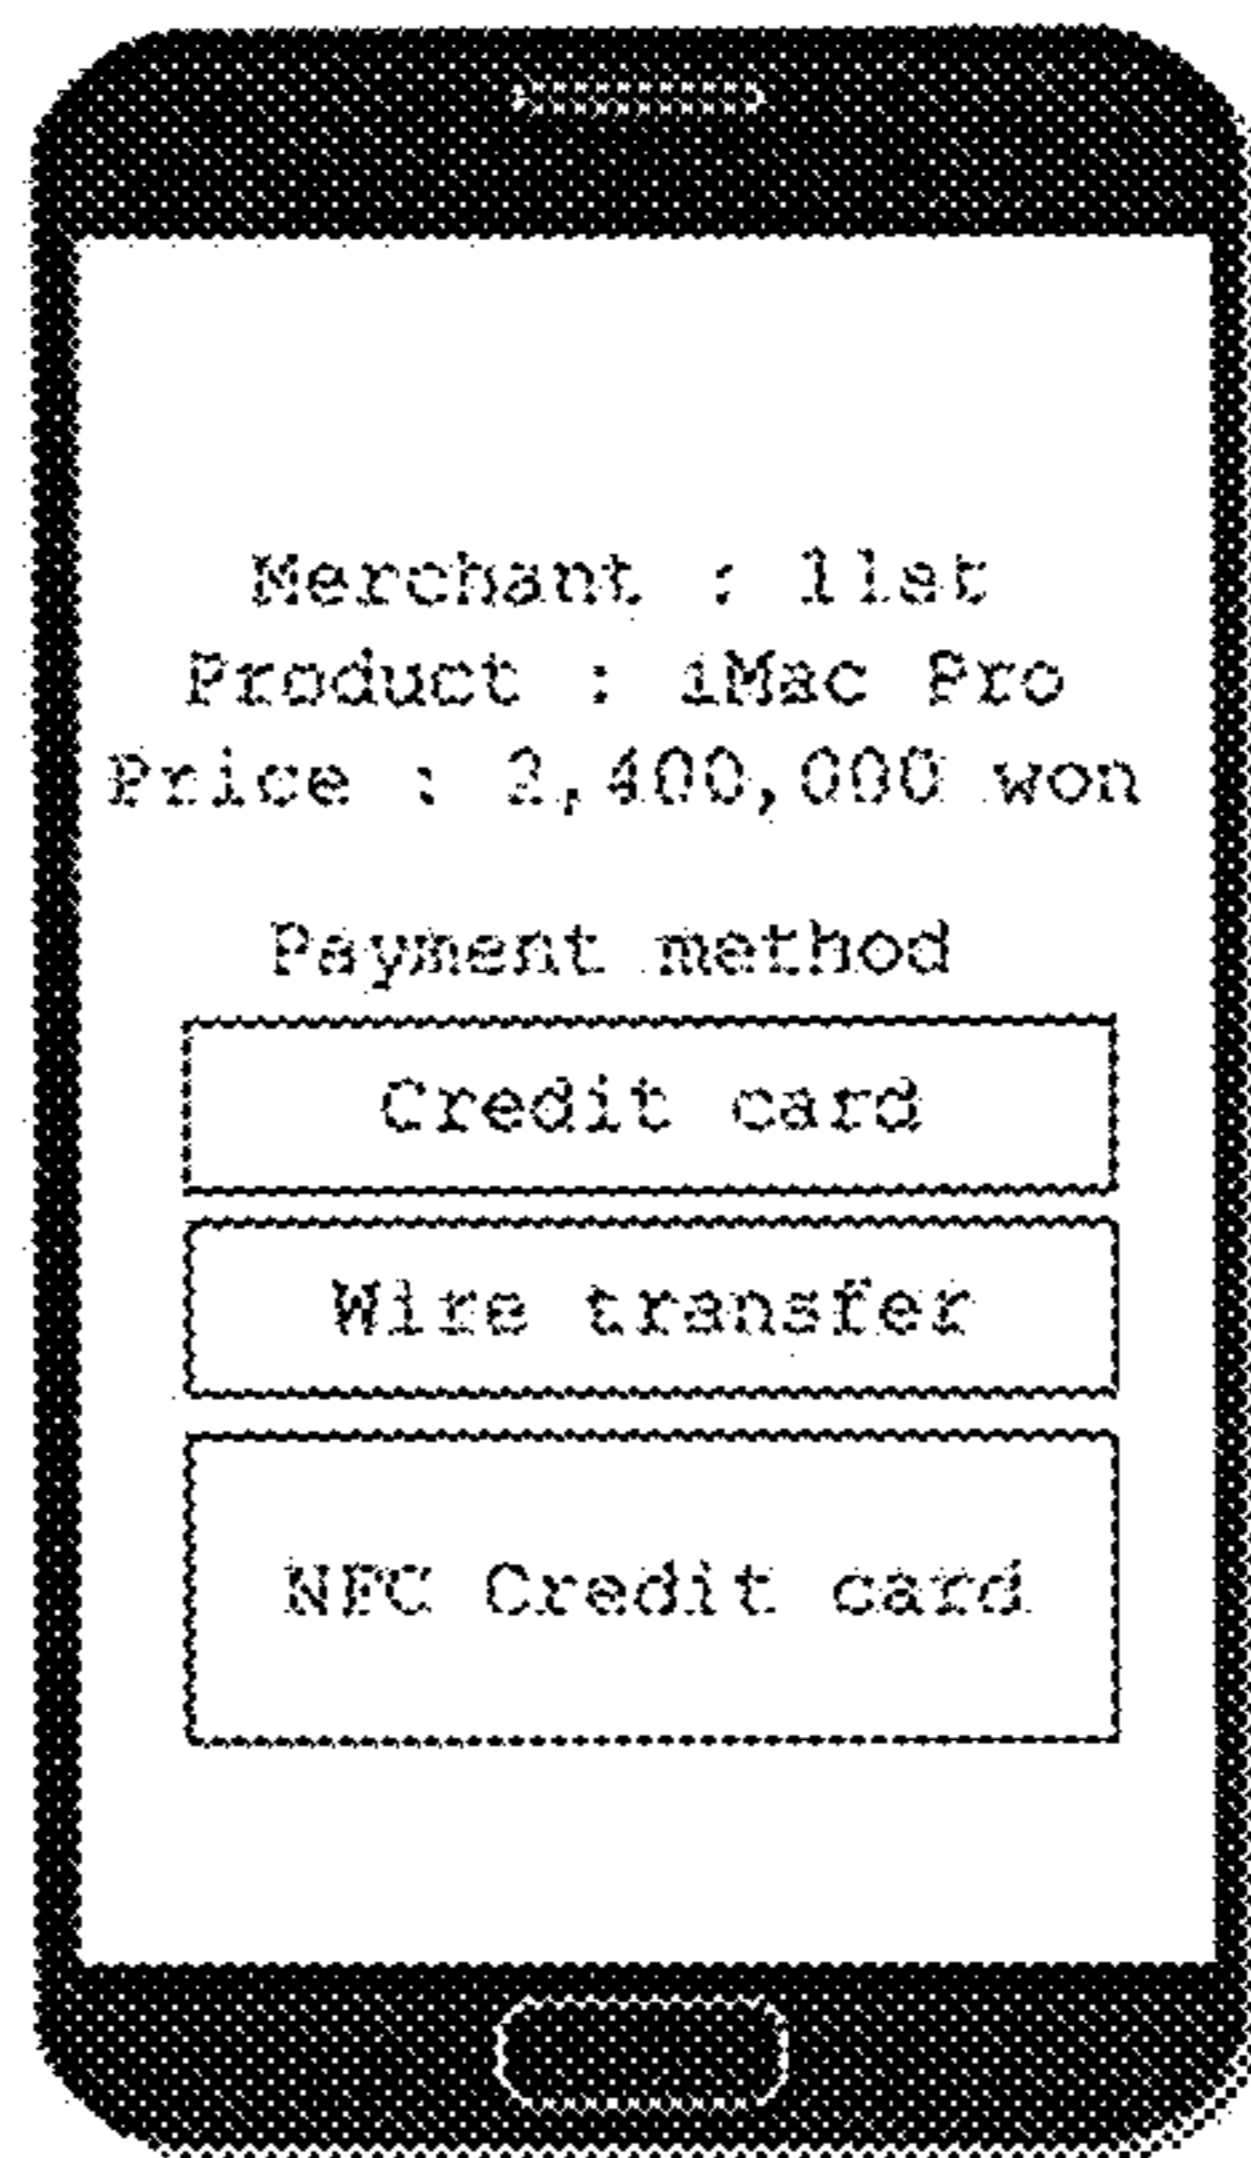 Merchant : 11st
Product : iMac Pro
Price : 2,400,000 won
Payment method
Credit card
Wire transfer
NFC Credit card